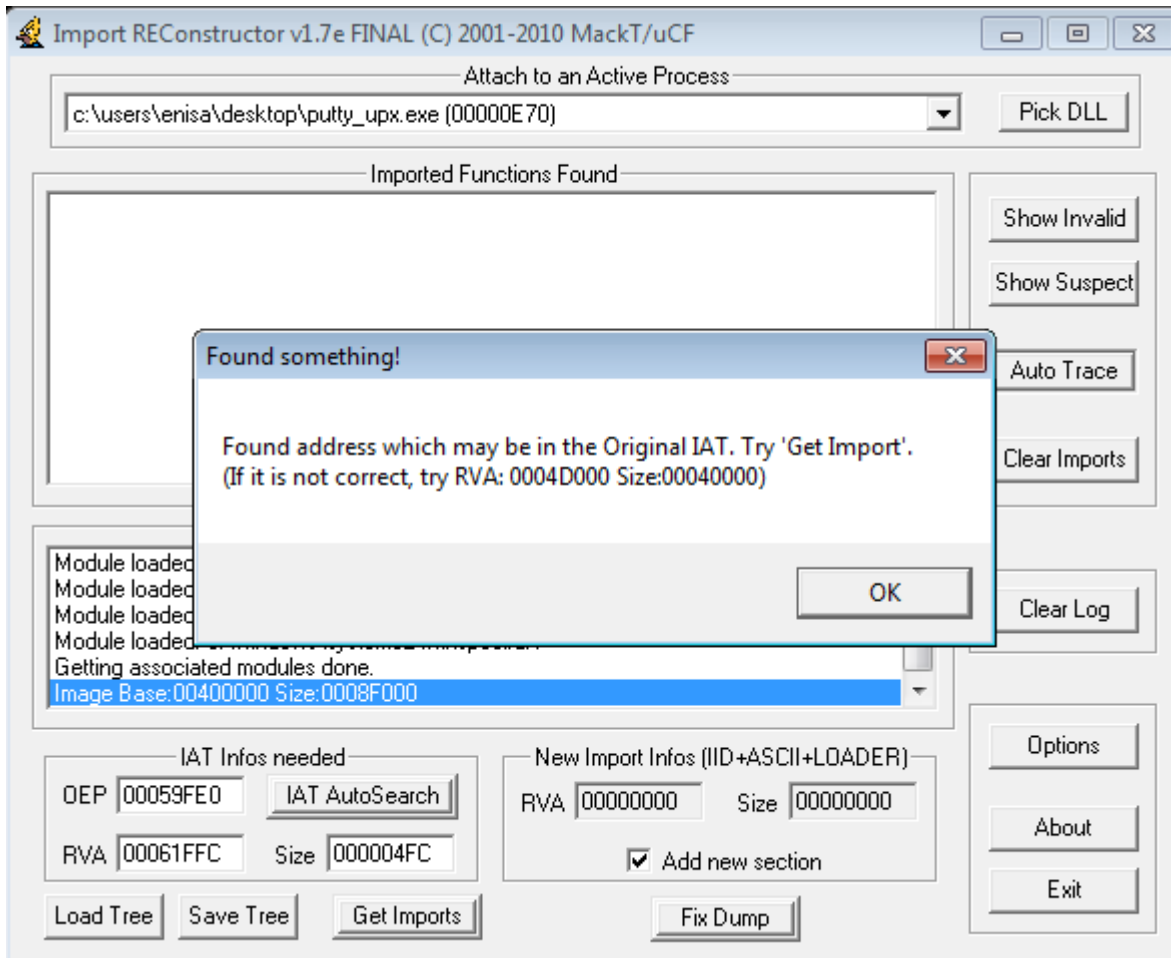 Import REConstructor v1.7e FINAL (C) 2001-2010 MackT/uCF
Attach to an Active Process
c:\users\enisa\desktop\putty_upx.exe (00000E70)
Pick DLL
Imported Functions Found
Show Invalid
Show Suspect
Auto Trace
Clear Imports
Found something!
Found address which may be in the Original IAT. Try 'Get Import'.
(If it is not correct, try RVA: 0004D000 Size:00040000)
OK
Module loaded
Module loaded
Module loaded
Module loaded
Getting associated modules done.
Image Base:00400000 Size:0008F000
Clear Log
IAT Infos needed
OEP 00059FE0 IAT AutoSearch
RVA 00061FFC Size 000004FC
New Import Infos (IID+ASCII+LOADER)
RVA 00000000 Size 00000000
Add new section
Options
About
Exit
Load Tree Save Tree Get Imports Fix Dump